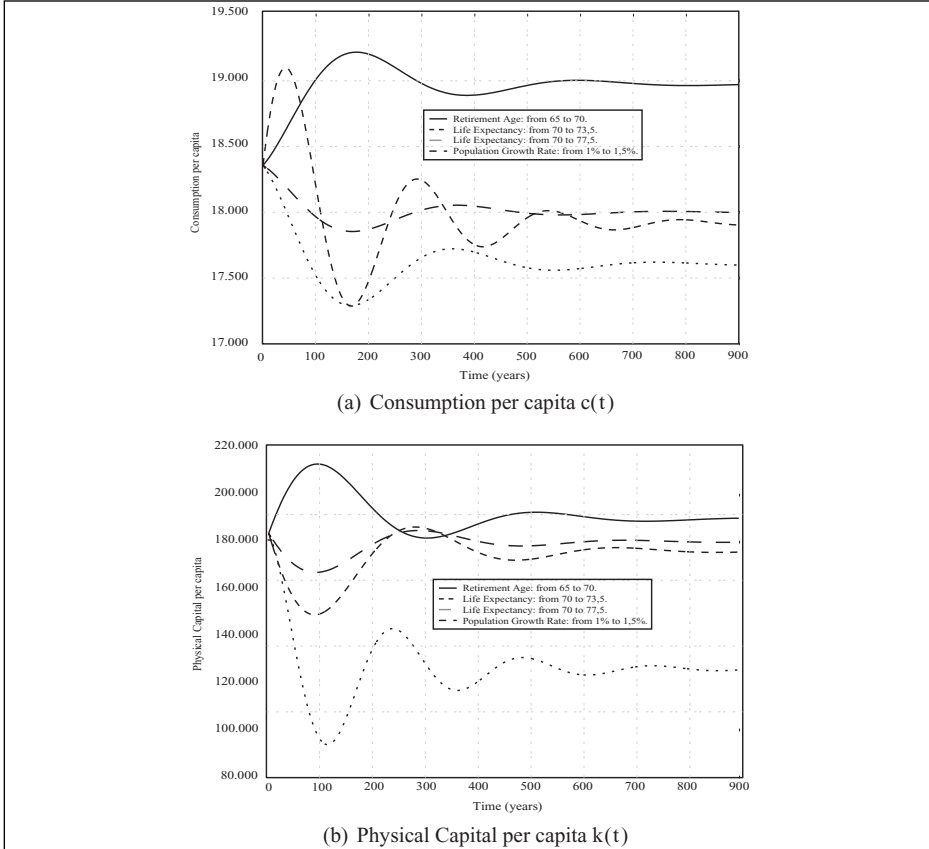 19.500
19.000
18.500
18.000
17.500
17.000
Consumption per capita
Retirement Age: from 65 to 70.
Life Expectancy: from 70 to 73,5.
Life Expectancy: from 70 to 77,5.
Population Growth Rate: from 1% to 1,5%.
0 100 200 300 400 500 600 700 800 900
Time (years)
(a) Consumption per capita c(t)
220.000
200.000
180.000
160.000
140.000
120.000
100.000
80.000
Physical Capital per capita
Retirement Age: from 65 to 70.
Life Expectancy: from 70 to 73,5.
Life Expectancy: from 70 to 77,5.
Population Growth Rate: from 1% to 1,5%.
0 100 200 300 400 500 600 700 800 900
Time (years)
(b) Physical Capital per capita k(t)